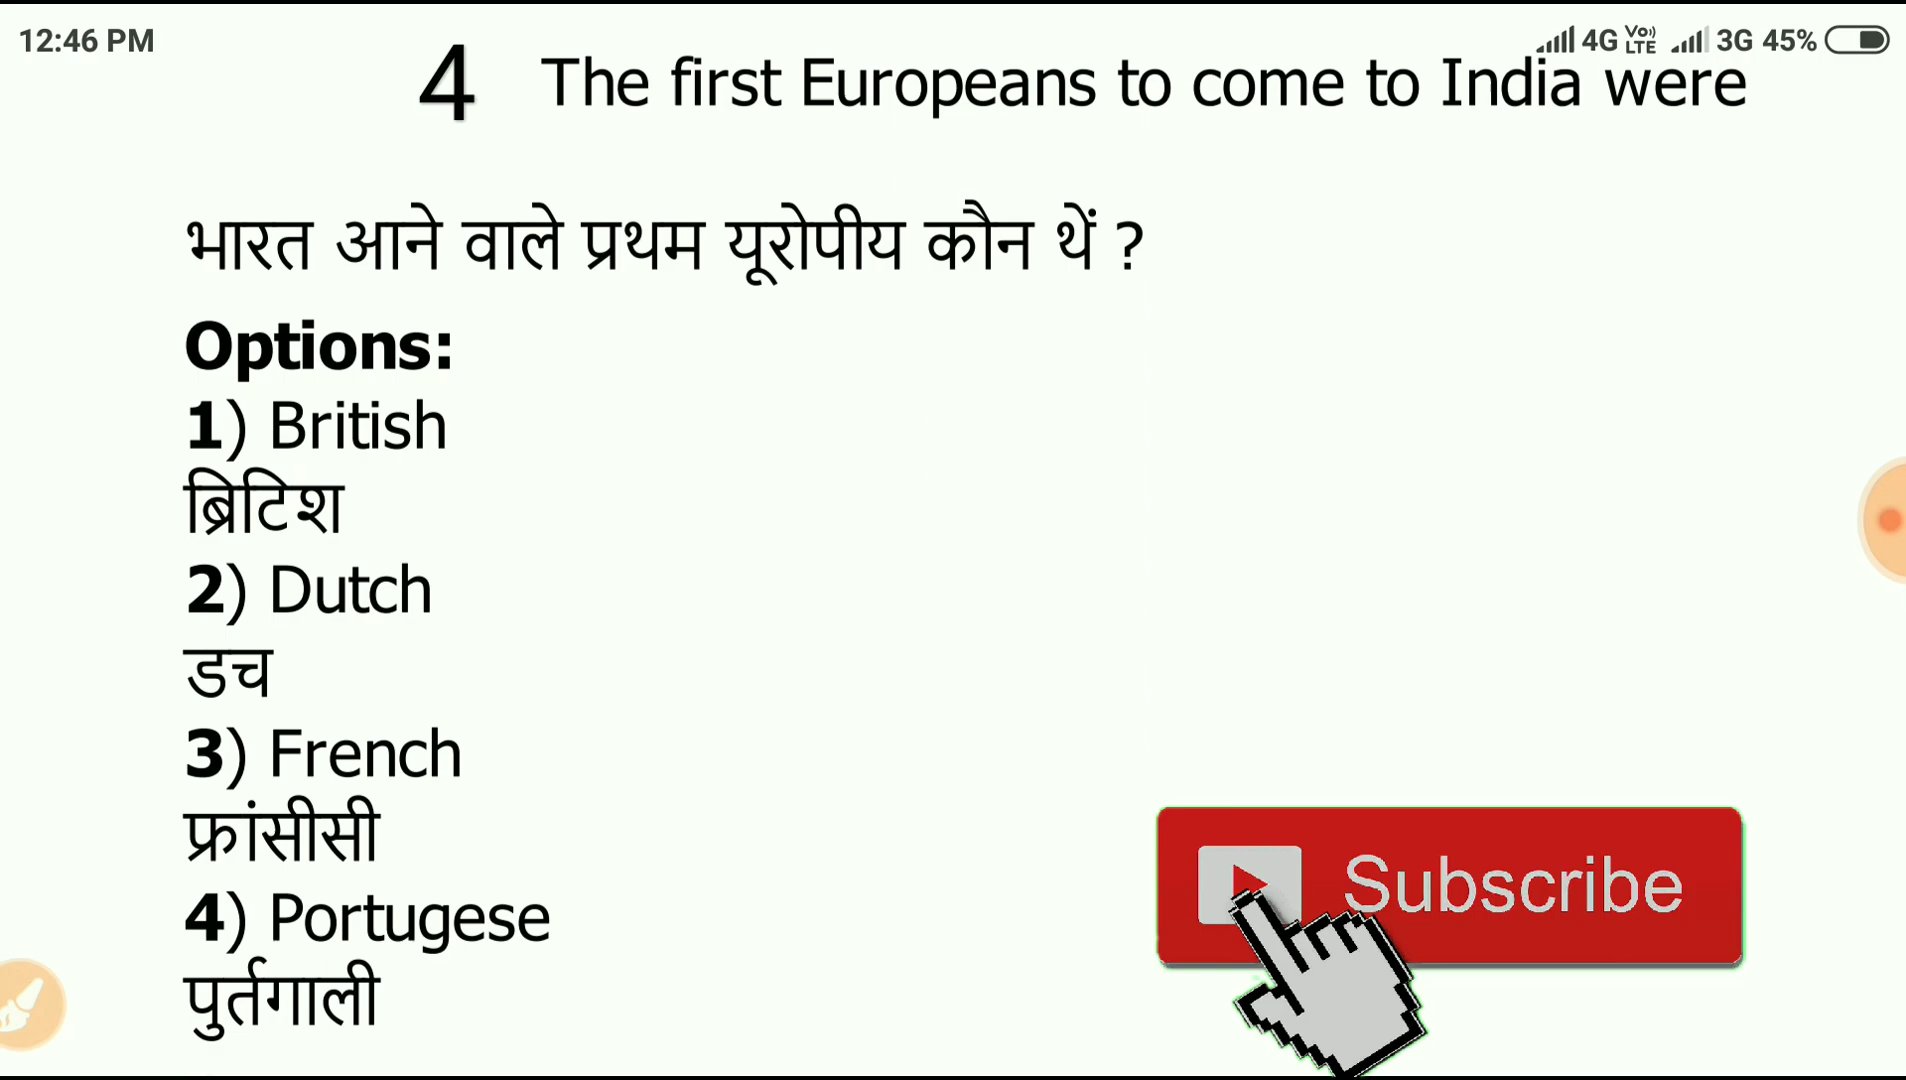 12:46 PM 4G VoLTE 3G 45%
4 The first Europeans to come to India were
भारत आने वाले प्रथम यूरोपीय कौन थें ?
Options:
1) British
ब्रिटिश
2) Dutch
डच
3) French
फ्रांसीसी
4) Portugese
पुर्तगाली
Subscribe